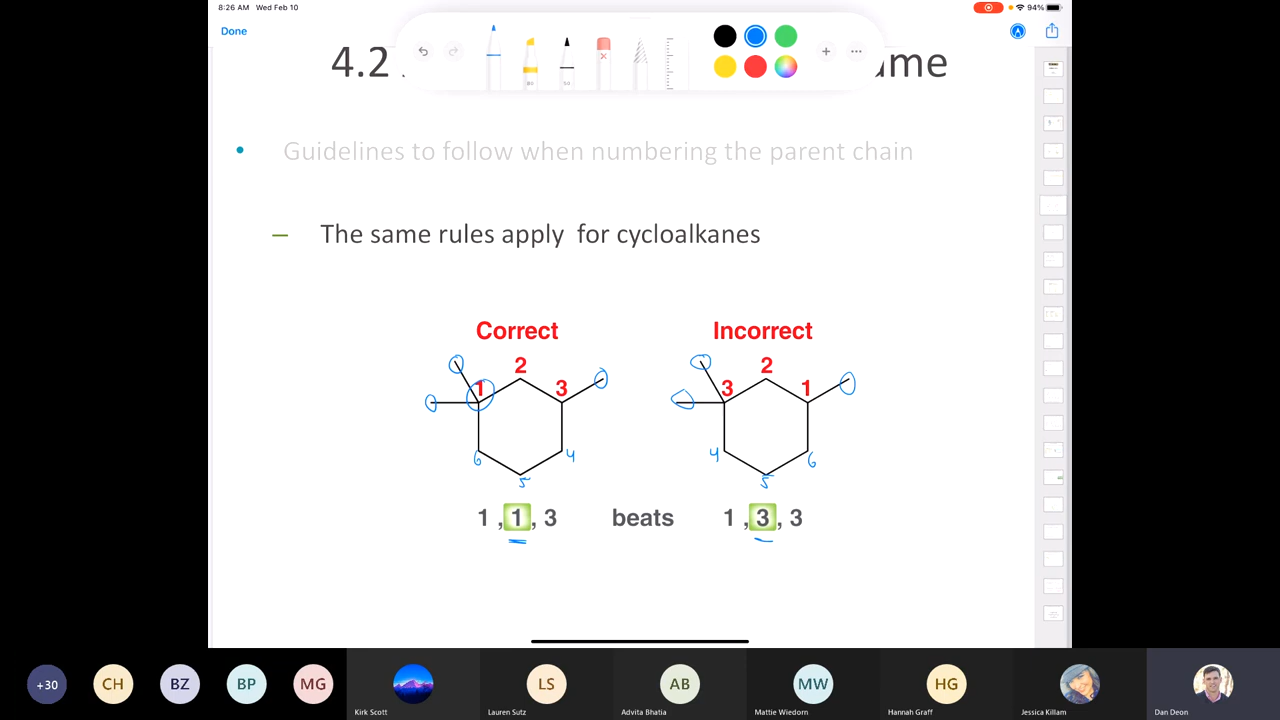 8:26 AM Wed Feb 10
94%
Done
4.2
ame
• Guidelines to follow when numbering the parent chain
– The same rules apply for cycloalkanes
Correct Incorrect
1 2 3 4 5 6
3 2 1 4 5 6
1 , 1 , 3 beats 1 , 3 , 3
+30 CH BZ BP MG LS AB MW HG
Kirk Scott Lauren Sutz Advita Bhatia Mattie Wiedorn Hannah Graff Jessica Killam Dan Deon